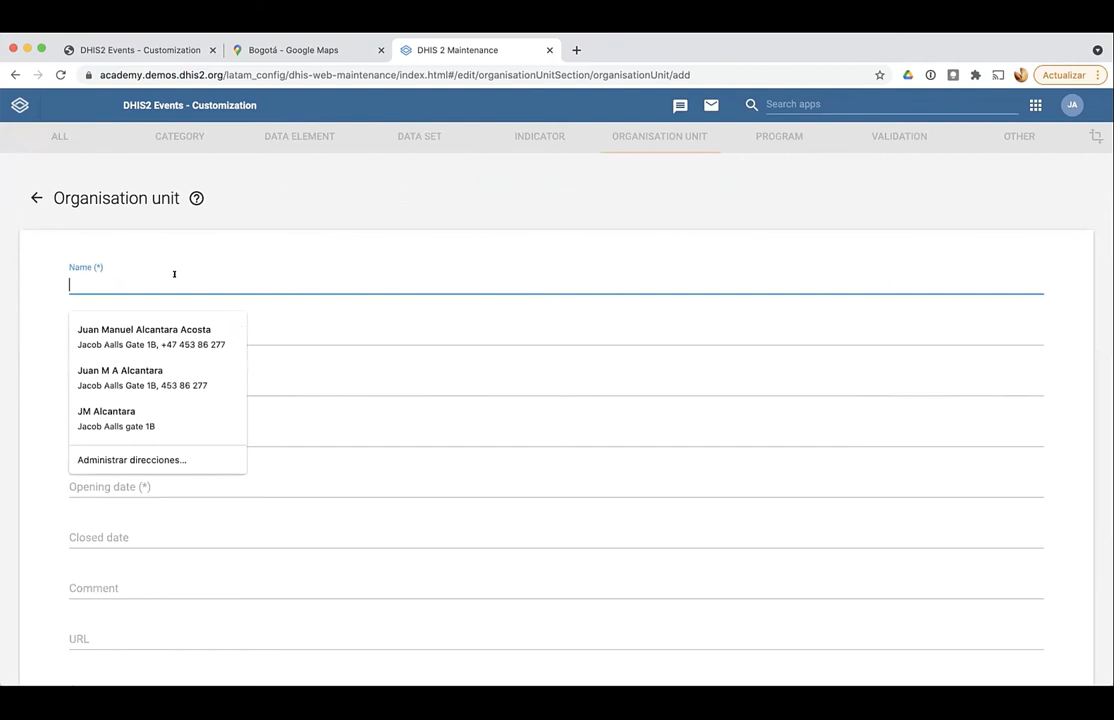 DHIS2 Events - Customization
Bogotá - Google Maps
DHIS 2 Maintenance
academy.demos.dhis2.org/latam_config/dhis-web-maintenance/index.html#/edit/organisationUnitSection/organisationUnit/add
Actualizar
DHIS2 Events - Customization
Search apps
JA
ALL
CATEGORY
DATA ELEMENT
DATA SET
INDICATOR
ORGANISATION UNIT
PROGRAM
VALIDATION
OTHER
Organisation unit
Name (*)
Juan Manuel Alcantara Acosta
Jacob Aalls Gate 1B, +47 453 86 277
Juan M A Alcantara
Jacob Aalls Gate 1B, 453 86 277
JM Alcantara
Jacob Aalls gate 1B
Administrar direcciones...
Opening date (*)
Closed date
Comment
URL